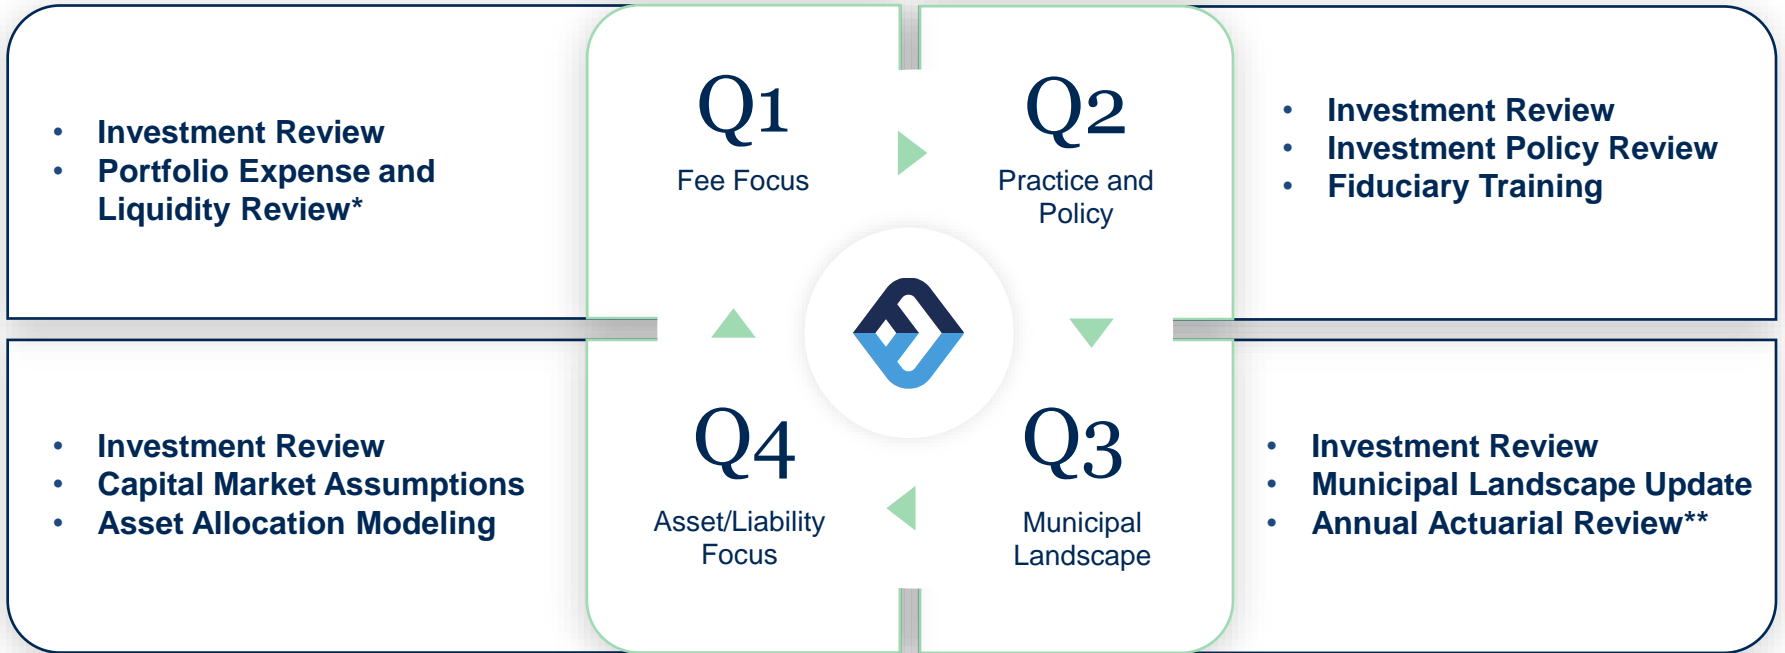 Q1
Fee Focus
• Investment Review
• Portfolio Expense and
Liquidity Review*
Q2
Practice and
Policy
• Investment Review
• Investment Policy Review
• Fiduciary Training
Q3
Municipal
Landscape
• Investment Review
• Municipal Landscape Update
• Annual Actuarial Review**
Q4
Asset/Liability
Focus
• Investment Review
• Capital Market Assumptions
• Asset Allocation Modeling